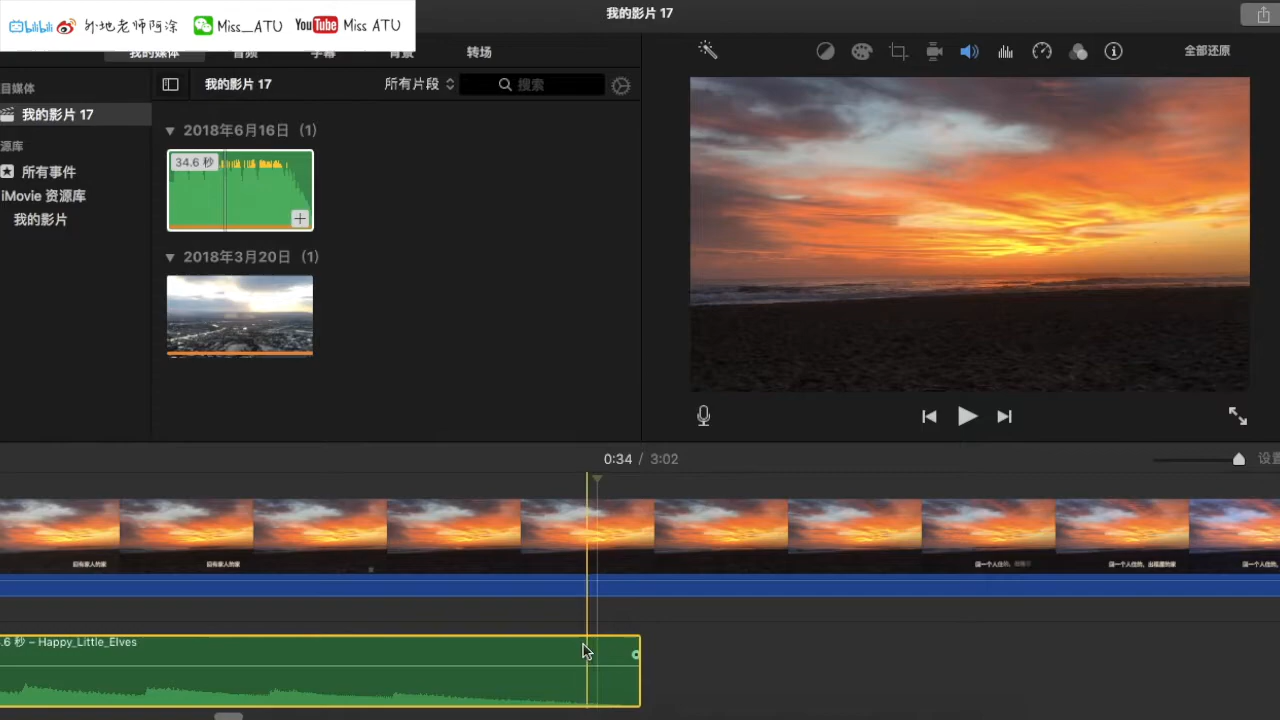 bilibili 外地老师阿涂 Miss_ATU YouTube Miss ATU
我的影片 17
我的媒体 音频 字幕 背景 转场
全部还原
目媒体
我的影片 17
源库
所有事件
iMovie 资源库
我的影片
我的影片 17
所有片段
搜索
2018年6月16日 (1)
34.6 秒
2018年3月20日 (1)
0:34 / 3:02
设置
.6 秒 – Happy_Little_Elves